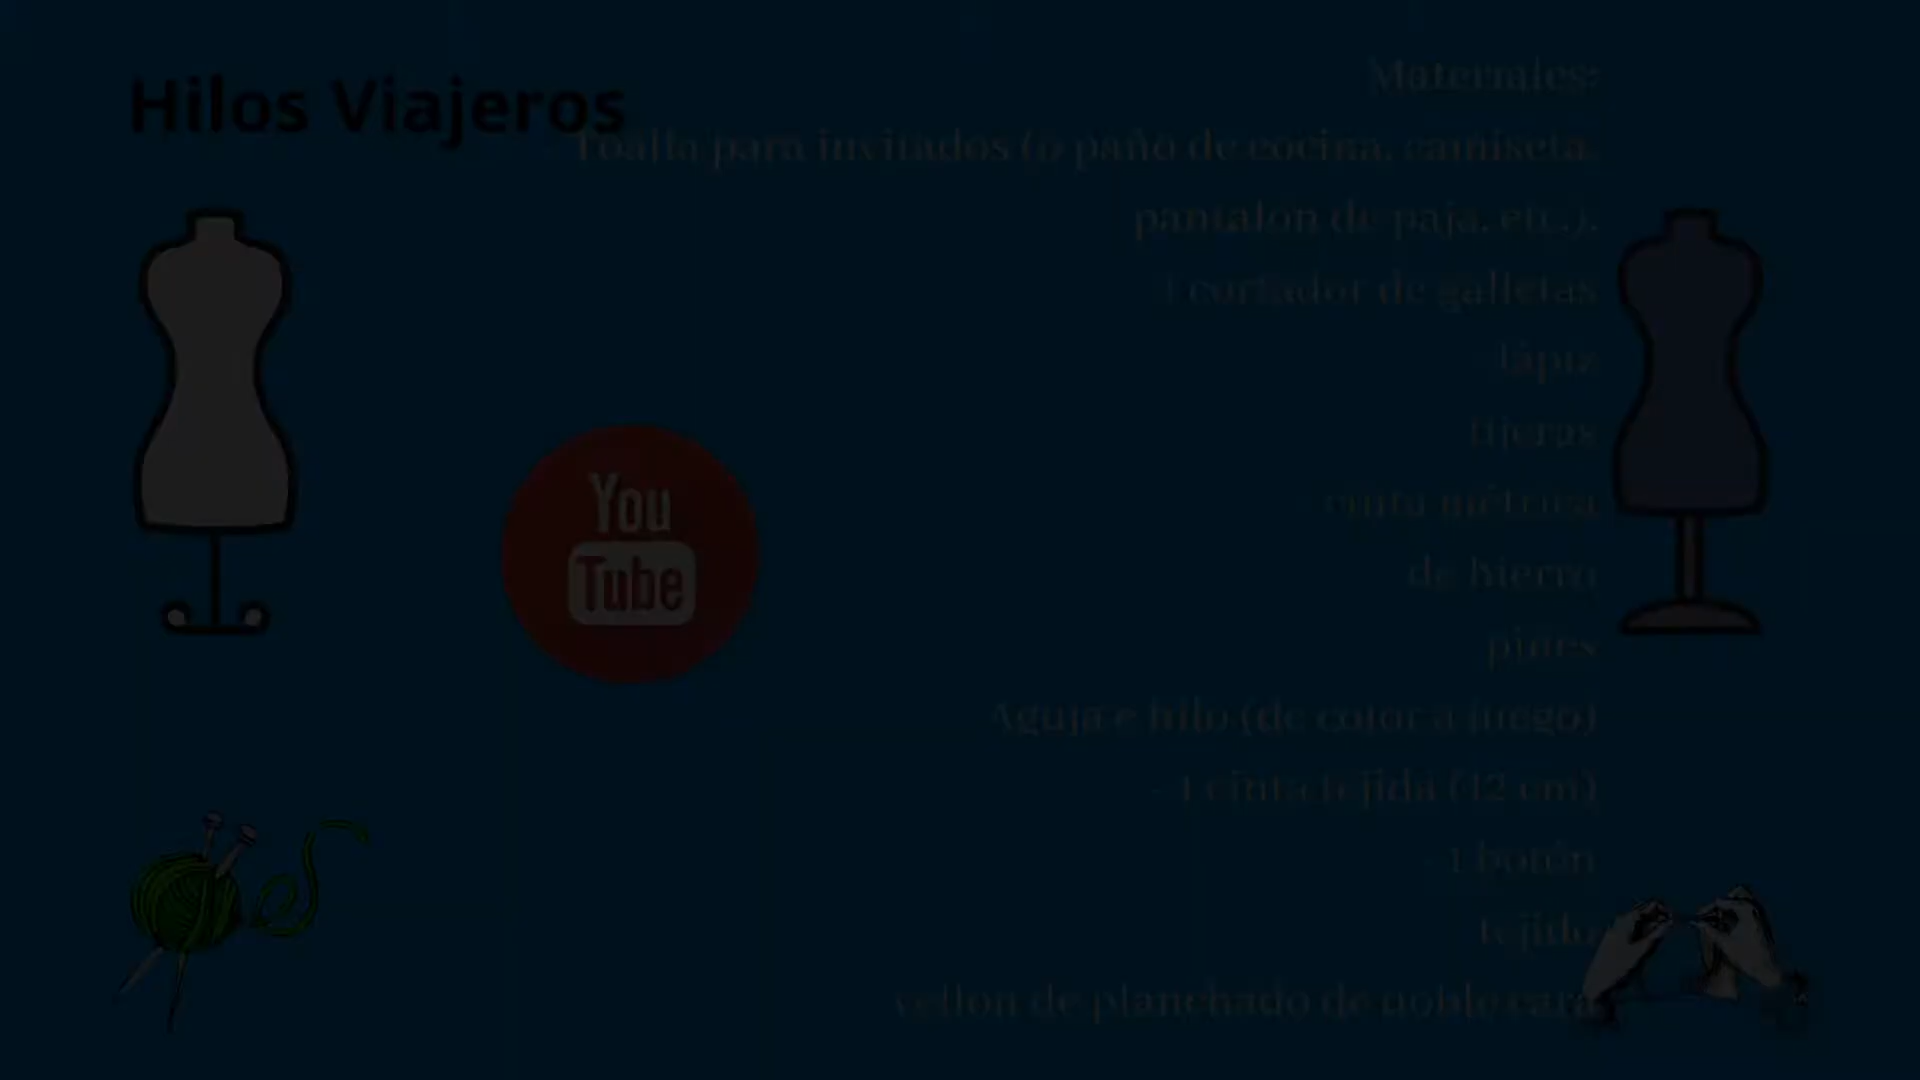 Hilos Viajeros
Materiales:
Toalla para invitados (o paño de cocina, camiseta,
pantalón de paja, etc.).
1 cortador de galletas
lápiz
tijeras
- cinta métrica
de hierro
pines
Aguja e hilo (de color a juego)
- 1 cinta tejida (12 cm)
- 1 botón
tejido
vellón de planchado de doble cara
You
Tube